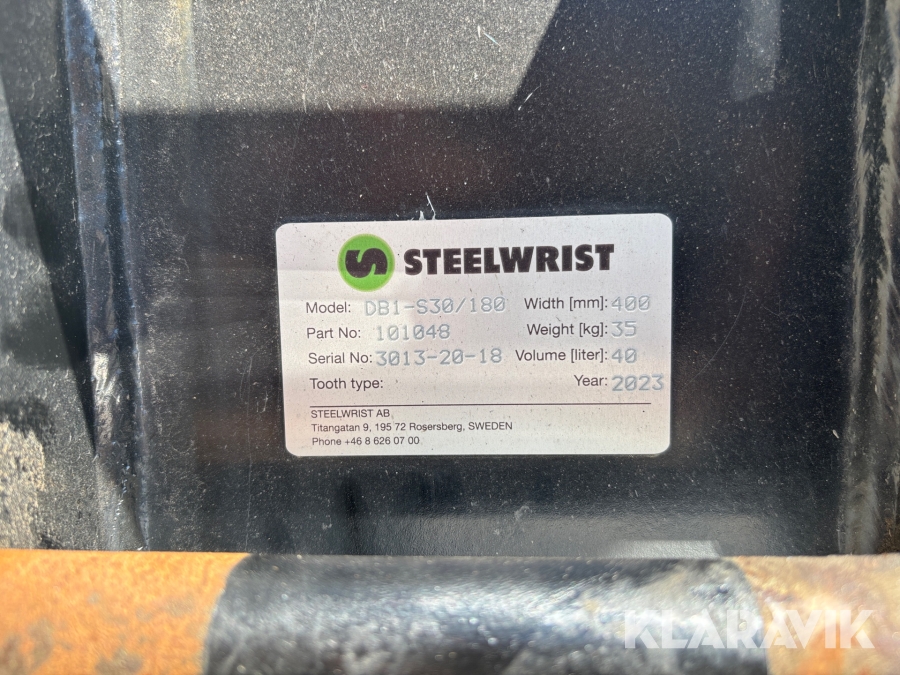 STEELWRIST
Model: DB1-S30/180 Width [mm]: 400
Part No: 101048 Weight [kg]: 35
Serial No: 3013-20-18 Volume [liter]: 40
Tooth type: Year: 2023
STEELWRIST AB
Titangatan 9, 195 72 Rosersberg, SWEDEN
Phone +46 8 626 07 00
KLARAVIK